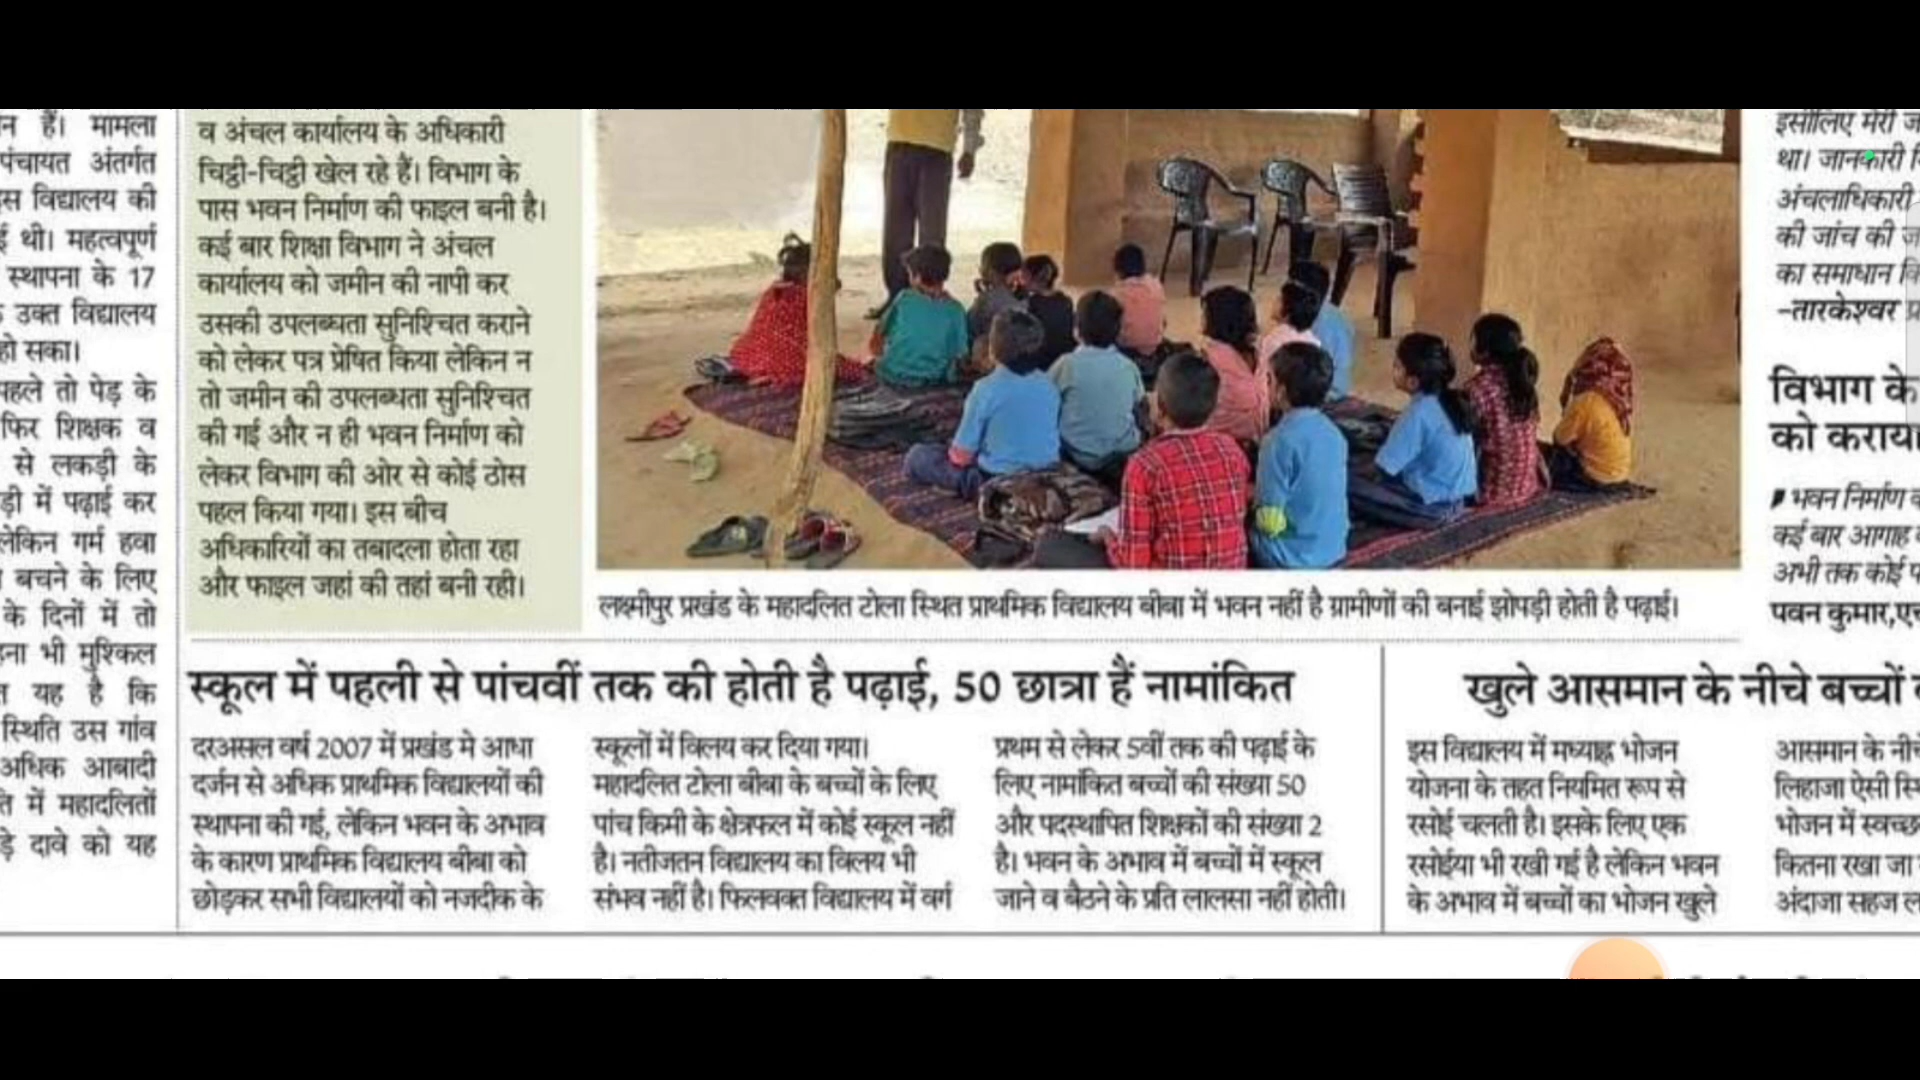 न हैं। मामला
पंचायत अंतर्गत
विद्यालय की
थी। महत्वपूर्ण
स्थापना के 17
उक्त विद्यालय
हो सका।
पहले तो पेड़ के
फिर शिक्षक व
से लकड़ी के
में पढ़ाई कर
लेकिन गर्म हवा
बचने के लिए
के दिनों में तो
भी मुश्किल
यह है कि
स्थिति उस गांव
अधिक आबादी
में महादलितों
दावे को यह
व अंचल कार्यालय के अधिकारी
चिट्ठी-चिट्ठी खेल रहे हैं। विभाग के
पास भवन निर्माण की फाइल बनी है।
कई बार शिक्षा विभाग ने अंचल
कार्यालय को जमीन की नापी कर
उसकी उपलब्धता सुनिश्चित कराने
को लेकर पत्र प्रेषित किया लेकिन न
तो जमीन की उपलब्धता सुनिश्चित
की गई और न ही भवन निर्माण को
लेकर विभाग की ओर से कोई ठोस
पहल किया गया। इस बीच
अधिकारियों का तबादला होता रहा
और फाइल जहां की तहां बनी रही।
लक्ष्मीपुर प्रखंड के महादलित टोला स्थित प्राथमिक विद्यालय बीबा में भवन नहीं है ग्रामीणों की बनाई झोपड़ी होती है पढ़ाई।
स्कूल में पहली से पांचवीं तक की होती है पढ़ाई, 50 छात्रा हैं नामांकित
दरअसल वर्ष 2007 में प्रखंड मे आधा
दर्जन से अधिक प्राथमिक विद्यालयों की
स्थापना की गई, लेकिन भवन के अभाव
के कारण प्राथमिक विद्यालय बीबा को
छोड़कर सभी विद्यालयों को नजदीक के
स्कूलों में विलय कर दिया गया।
महादलित टोला बीबा के बच्चों के लिए
पांच किमी के क्षेत्रफल में कोई स्कूल नहीं
है। नतीजतन विद्यालय का विलय भी
संभव नहीं है। फिलवक्त विद्यालय में वर्ग
प्रथम से लेकर 5वीं तक की पढ़ाई के
लिए नामांकित बच्चों की संख्या 50
और पदस्थापित शिक्षकों की संख्या 2
है। भवन के अभाव में बच्चों में स्कूल
जाने व बैठने के प्रति लालसा नहीं होती।
खुले आसमान के नीचे बच्चों
इस विद्यालय में मध्याह्न भोजन
योजना के तहत नियमित रूप से
रसोई चलती है। इसके लिए एक
रसोईया भी रखी गई है लेकिन भवन
के अभाव में बच्चों का भोजन खुले
आसमान के नीचे
लिहाजा ऐसी
भोजन में
कितना रखा जा
अंदाजा सहज
इसीलिए मेरी
था। जानकारी
अंचलाधिकारी
की जांच की
का समाधान
-तारकेश्वर
विभाग के
को कराया
भवन निर्माण
कई बार आगाह
अभी तक कोई
पवन कुमार,